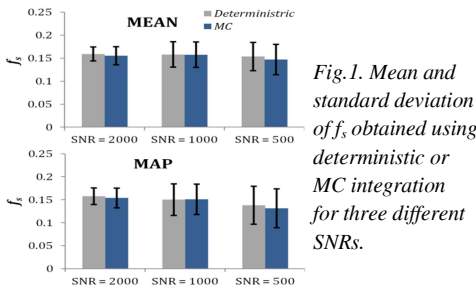 MEAN
Deterministric
MC
0.25
0.2
0.15
0.1
0.05
0
fs
SNR = 2000 SNR = 1000 SNR = 500
MAP
0.25
0.2
0.15
0.1
0.05
0
fs
SNR = 2000 SNR = 1000 SNR = 500
Fig.1. Mean and
standard deviation
of fs obtained using
deterministic or
MC integration
for three different
SNRs.